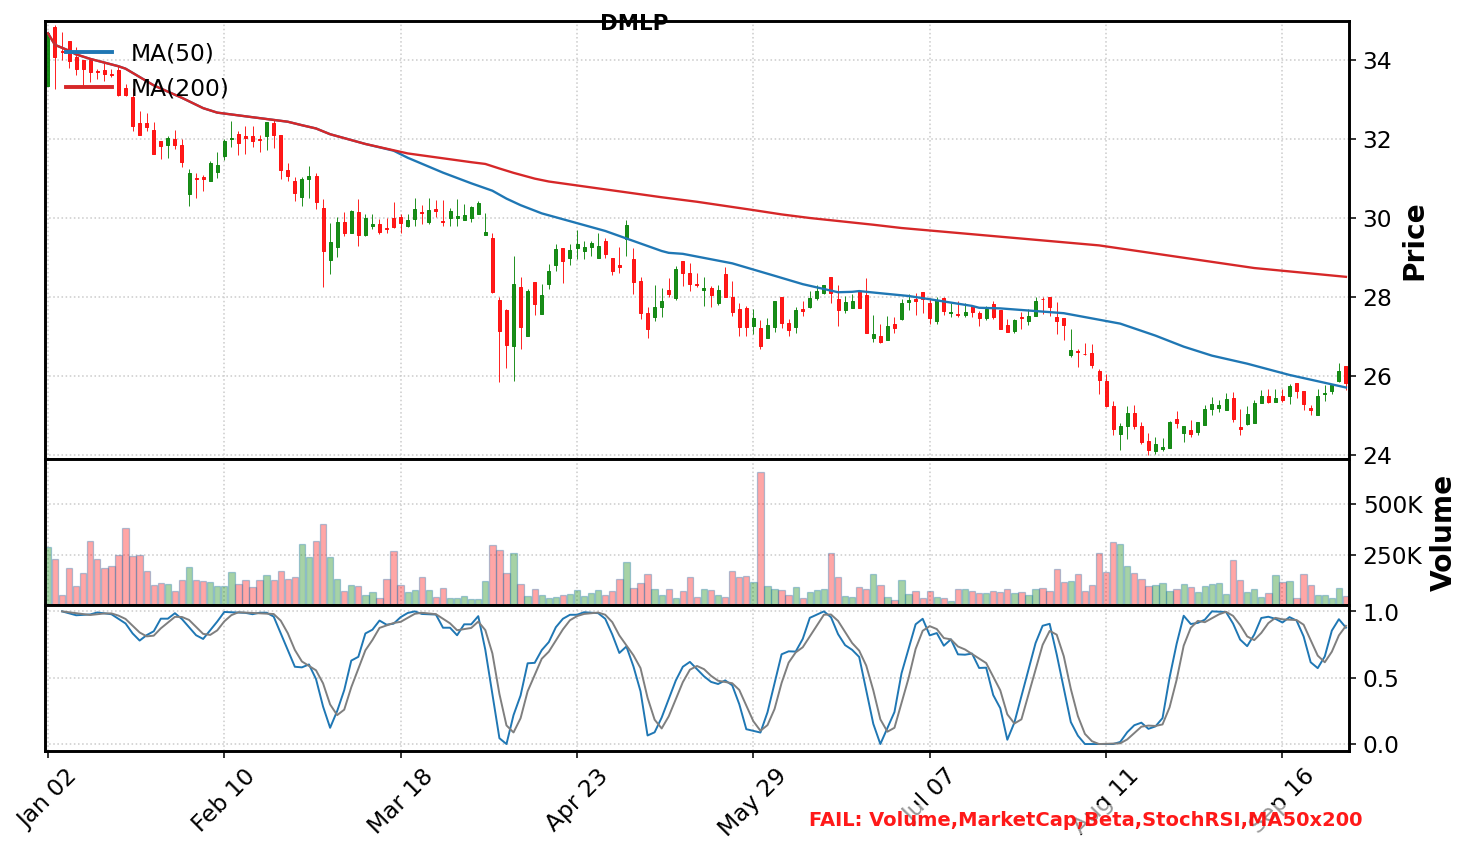 DMLP
MA(50)
MA(200)
34
32
30
28
26
24
Price
500K
250K
Volume
1.0
0.5
0.0
Jan 02
Feb 10
Mar 18
Apr 23
May 29
Jul 07
Aug 11
Sep 16
FAIL: Volume,MarketCap,Beta,StochRSI,MA50x200